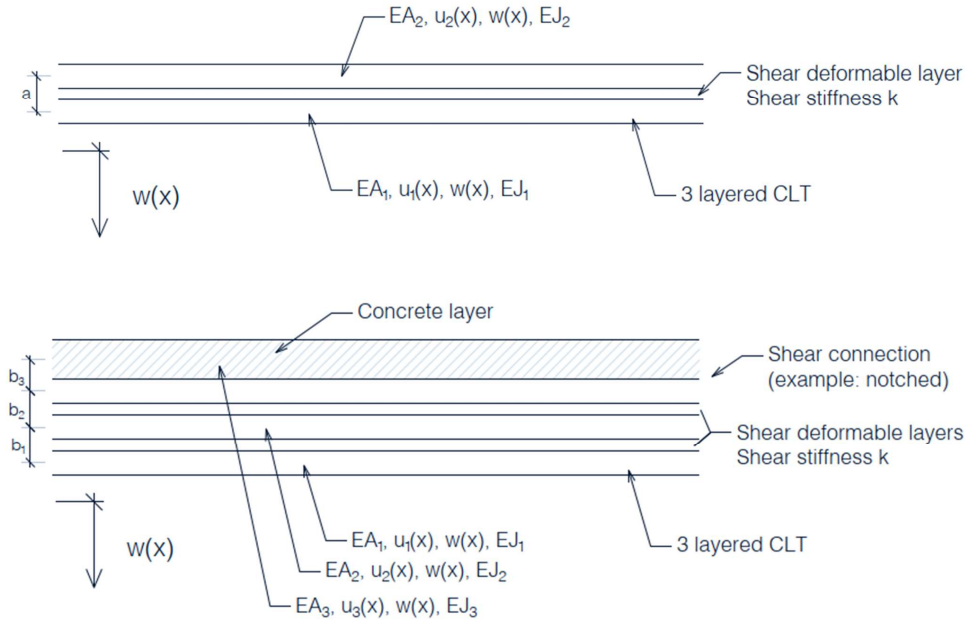 EA₂, u₂(x), w(x), EJ₂
Shear deformable layer
Shear stiffness k
a
EA₁, u₁(x), w(x), EJ₁
3 layered CLT
w(x)
Concrete layer
Shear connection
(example: notched)
b₃
b₂
b₁
Shear deformable layers
Shear stiffness k
w(x)
EA₁, u₁(x), w(x), EJ₁
3 layered CLT
EA₂, u₂(x), w(x), EJ₂
EA₃, u₃(x), w(x), EJ₃